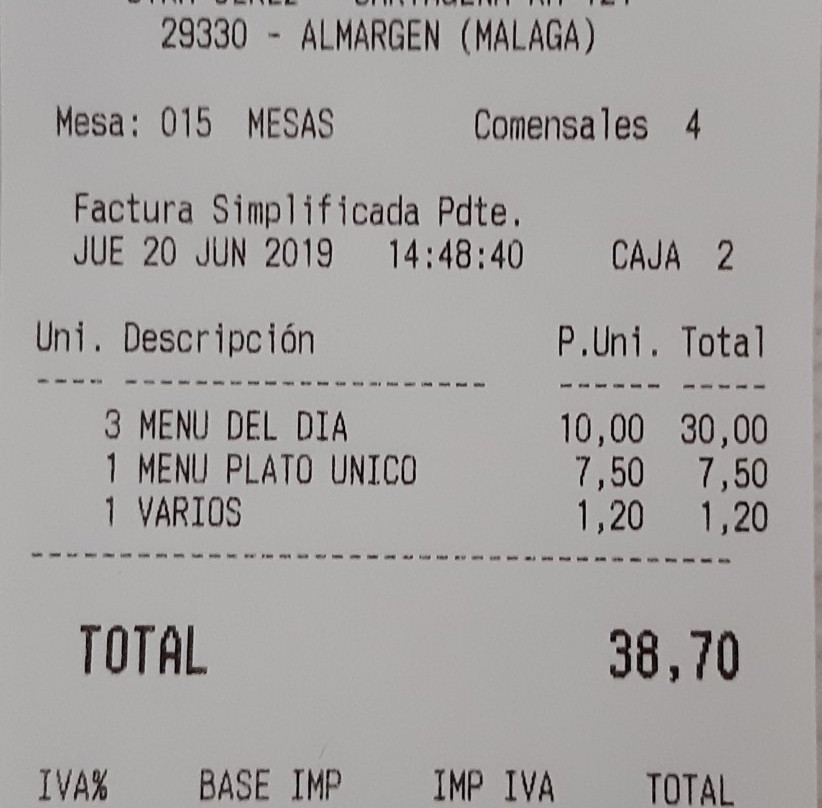 29330 - ALMARGEN (MALAGA)
Mesa: 015 MESAS Comensales 4
Factura Simplificada Pdte.
JUE 20 JUN 2019 14:48:40 CAJA 2
Uni. Descripción P.Uni. Total
3 MENU DEL DIA 10,00 30,00
1 MENU PLATO UNICO 7,50 7,50
1 VARIOS 1,20 1,20
TOTAL 38,70
IVA% BASE IMP IMP IVA TOTAL